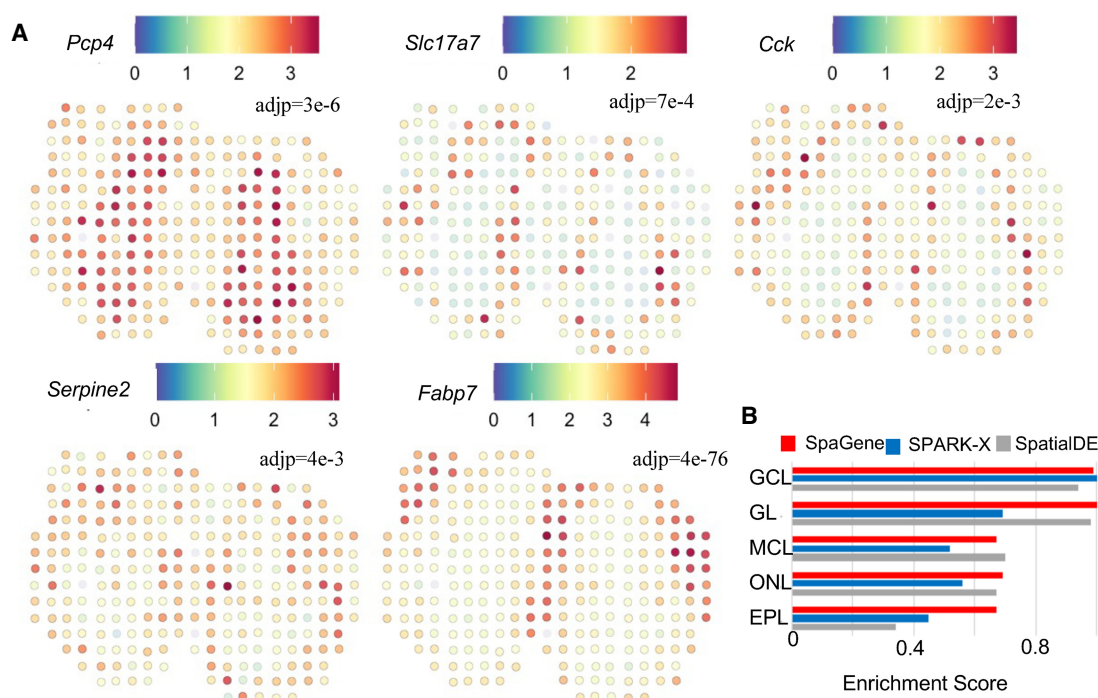 A
Pcp4
0 1 2 3
adjp=3e-6
Slc17a7
0 1 2
adjp=7e-4
Cck
0 1 2 3
adjp=2e-3
Serpine2
0 1 2 3
adjp=4e-3
Fabp7
0 1 2 3 4
adjp=4e-76
B
SpaGene SPARK-X SpatialDE
GCL
GL
MCL
ONL
EPL
0 0.4 0.8
Enrichment Score